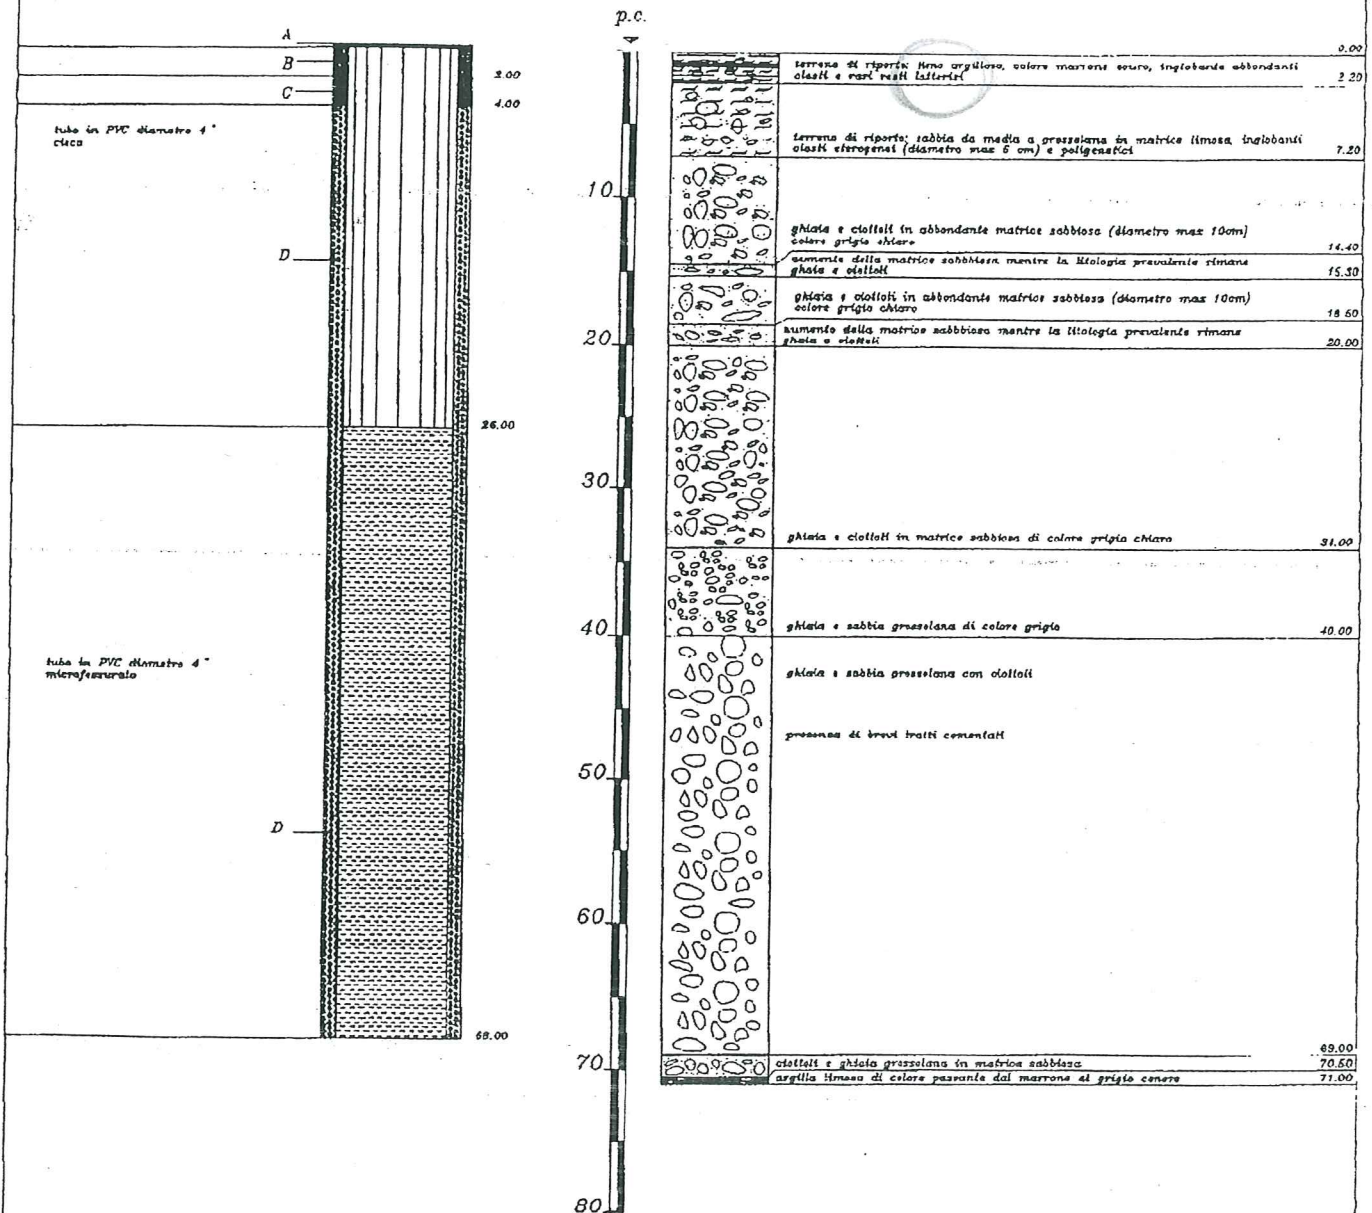 p.c.
A
B
2.00
C
4.00
tubo in PVC diametro 4"
cieco
D
26.00
tubo in PVC diametro 4"
microfessurato
D
68.00
10
20
30
40
50
60
70
80
0.00
terreno di riporto: limo argilloso, colore marrone scuro, inglobante abbondanti
clasti e rari resti laterizi
2.20
terreno di riporto: sabbia da media a grossolana in matrice limosa, inglobanti
clasti eterogenei (diametro max 6 cm) e poligenetici
7.20
ghiaia e ciottoli in abbondante matrice sabbiosa (diametro max 10cm)
colore grigio chiaro
14.40
aumento della matrice sabbbiosa mentre la litologia prevalente rimane
ghaia e ciottoli
15.30
ghiaia e ciottoli in abbondante matrice sabbiosa (diametro max 10cm)
colore grigio chiaro
18.60
aumento della matrice sabbbiosa mentre la litologia prevalente rimane
ghaia e ciottoli
20.00
ghiaia e ciottoli in matrice sabbiosa di colore grigio chiaro
34.00
ghiaia e sabbia grossolana di colore grigio
40.00
ghiaia e sabbia grossolana con ciottoli
presenza di brevi tratti cementati
69.00
ciottoli e ghiaia grossolana in matrice sabbiosa
70.50
argilla limosa di colore passante dal marrone al grigio cenere
71.00